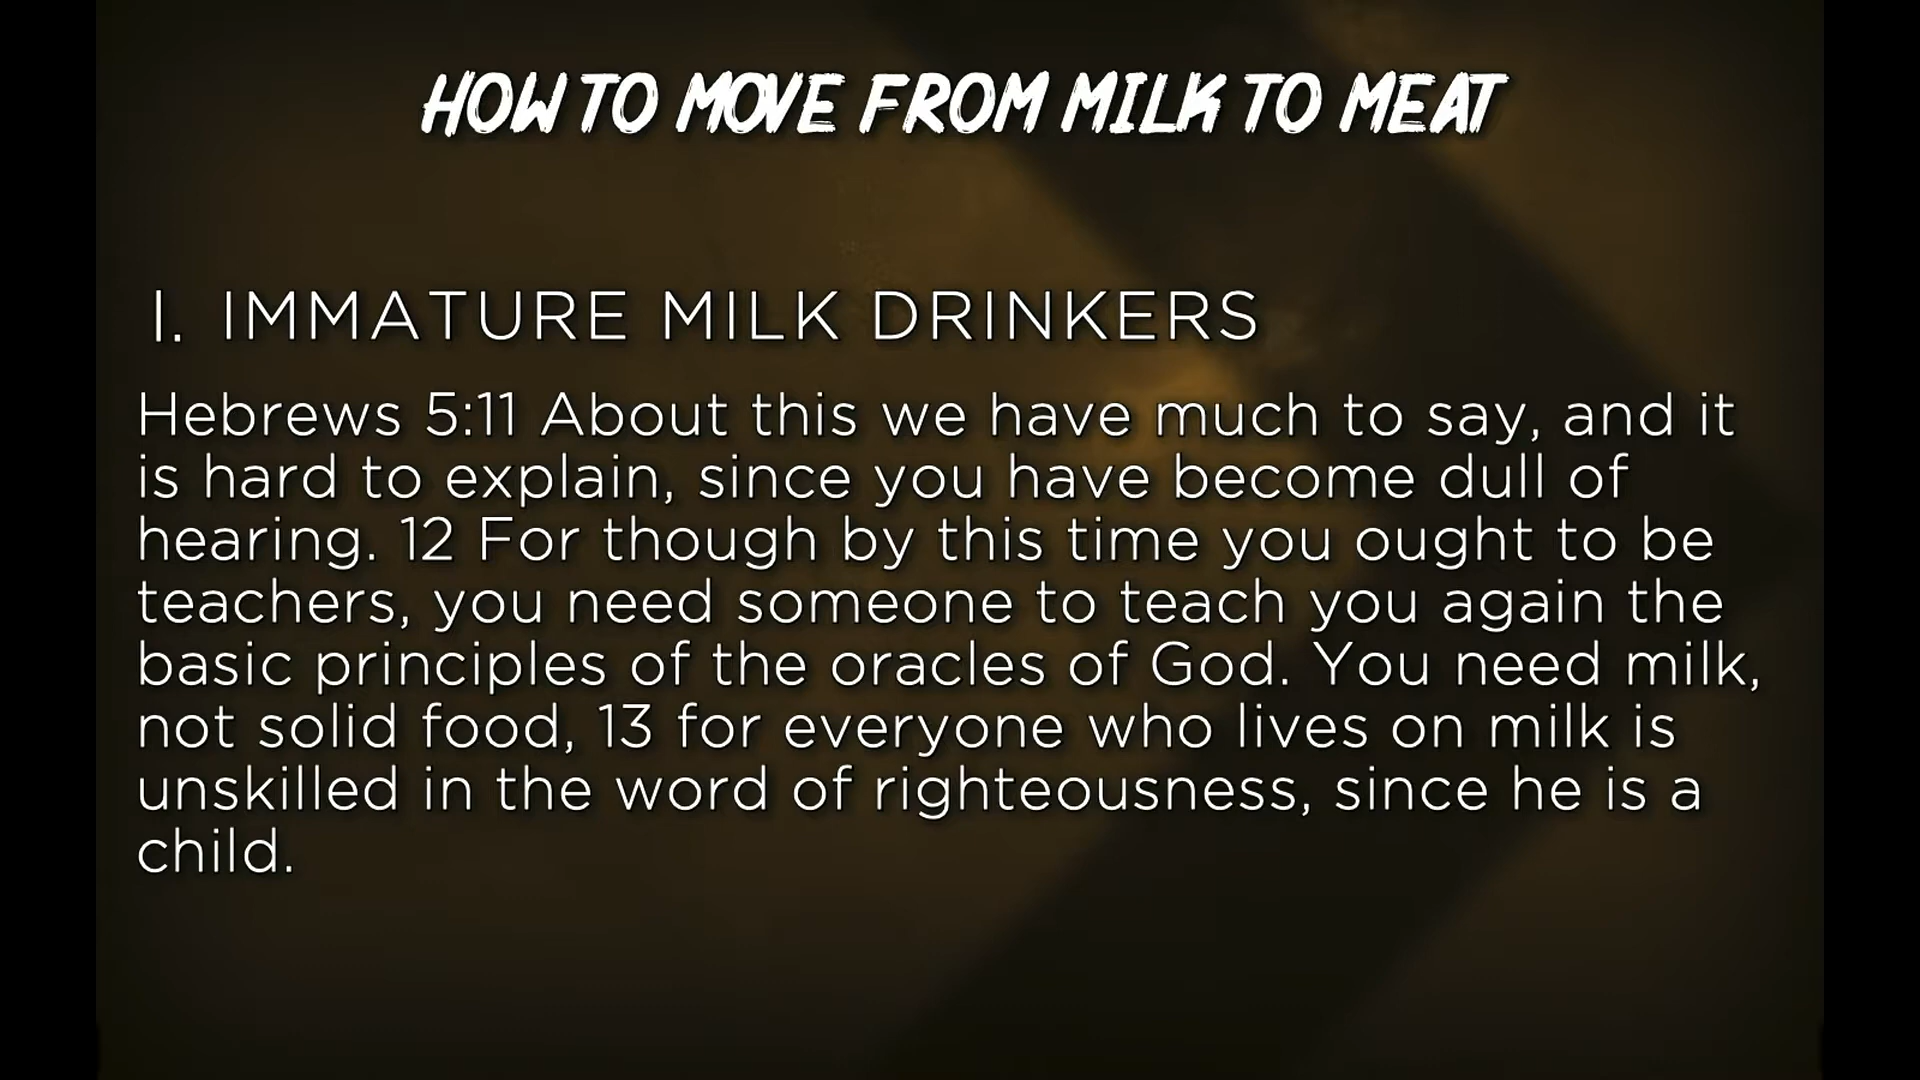 HOW TO MOVE FROM MILK TO MEAT
I. IMMATURE MILK DRINKERS
Hebrews 5:11 About this we have much to say, and it
is hard to explain, since you have become dull of
hearing. 12 For though by this time you ought to be
teachers, you need someone to teach you again the
basic principles of the oracles of God. You need milk,
not solid food, 13 for everyone who lives on milk is
unskilled in the word of righteousness, since he is a
child.